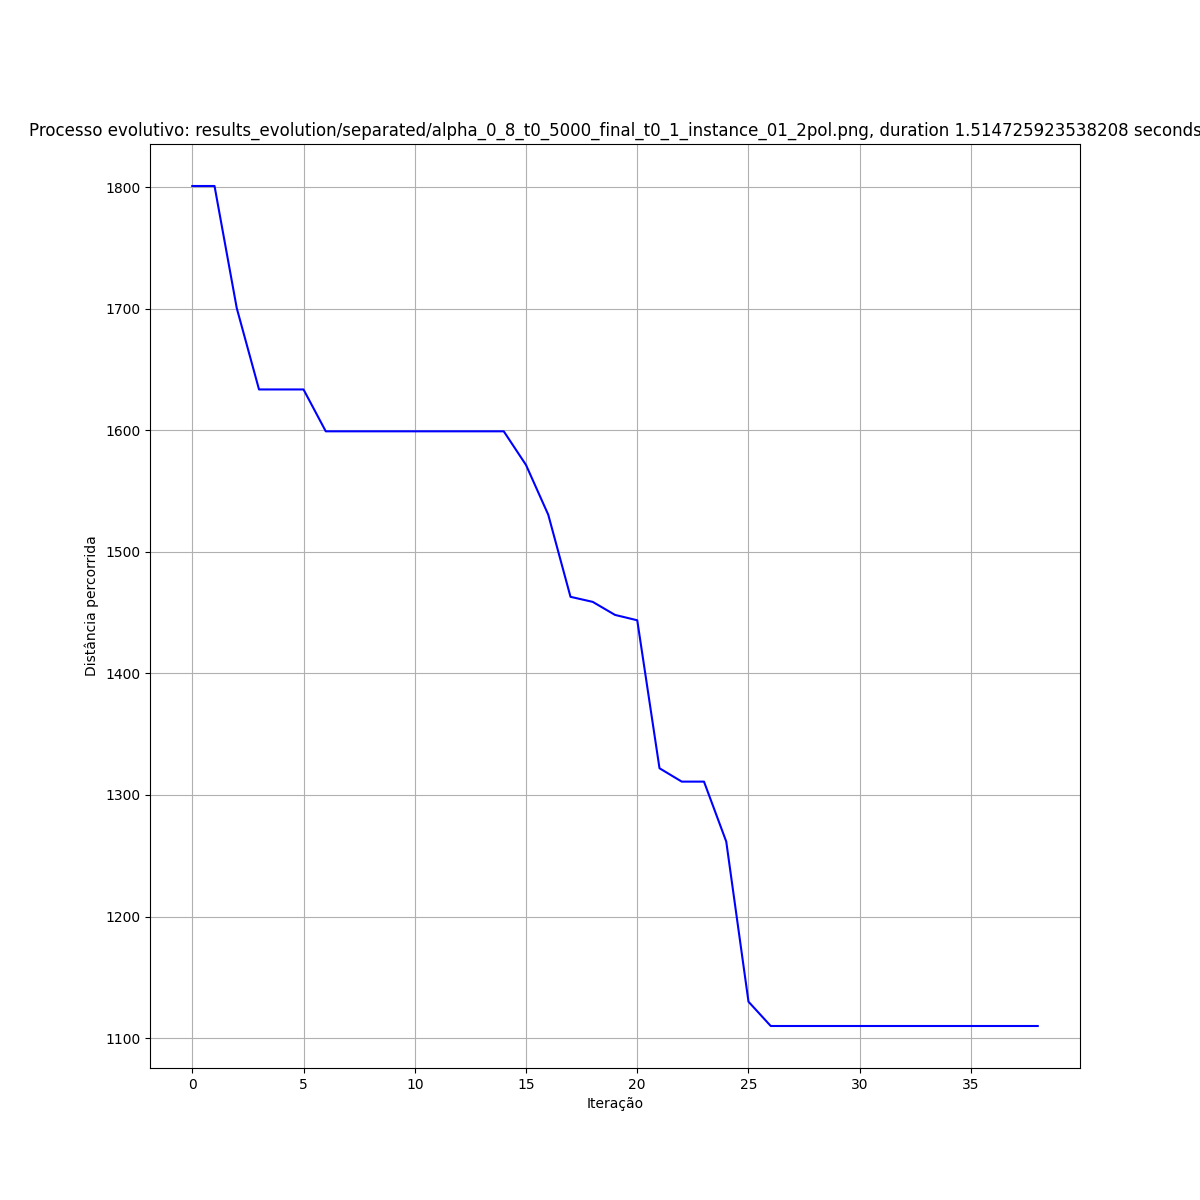 Processo evolutivo: results_evolution/separated/alpha_0_8_t0_5000_final_t0_1_instance_01_2pol.png, duration 1.514725923538208 seconds
1800
1700
1600
1500
1400
1300
1200
1100
Distância percorrida
0 5 10 15 20 25 30 35
Iteração